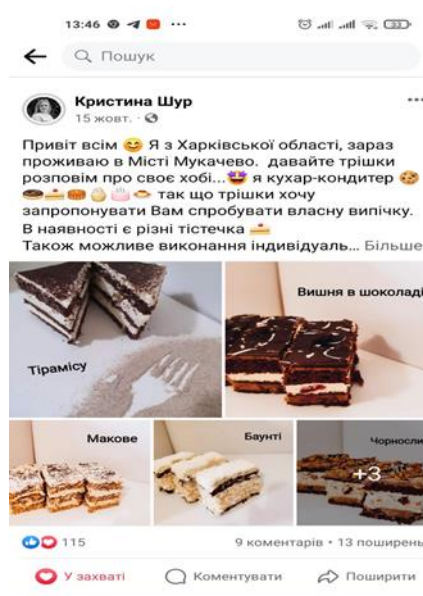 13:46
33
Пошук
Кристина Шур
15 жовт. ·
Привіт всім 😊 Я з Харківської області, зараз
проживаю в Місті Мукачево. давайте трішки
розповім про своє хобі...🤩 я кухар-кондитер 🍪
🍩🍰🥮🧁🎂☕ так що трішки хочу
запропонувати Вам спробувати власну випічку.
В наявності є різні тістечка 🍰
Також можливе виконання індивідуаль... Більше
Тірамісу
Вишня в шоколаді
Макове
Баунті
Чорносли
+3
115
9 коментарів • 13 поширень
У захваті
Коментувати
Поширити